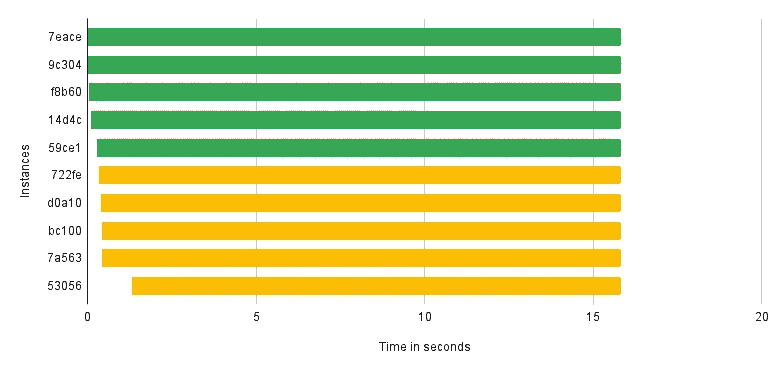 7eace
9c304
f8b60
14d4c
59ce1
722fe
d0a10
bc100
7a563
53056
Instances
0 5 10 15 20
Time in seconds